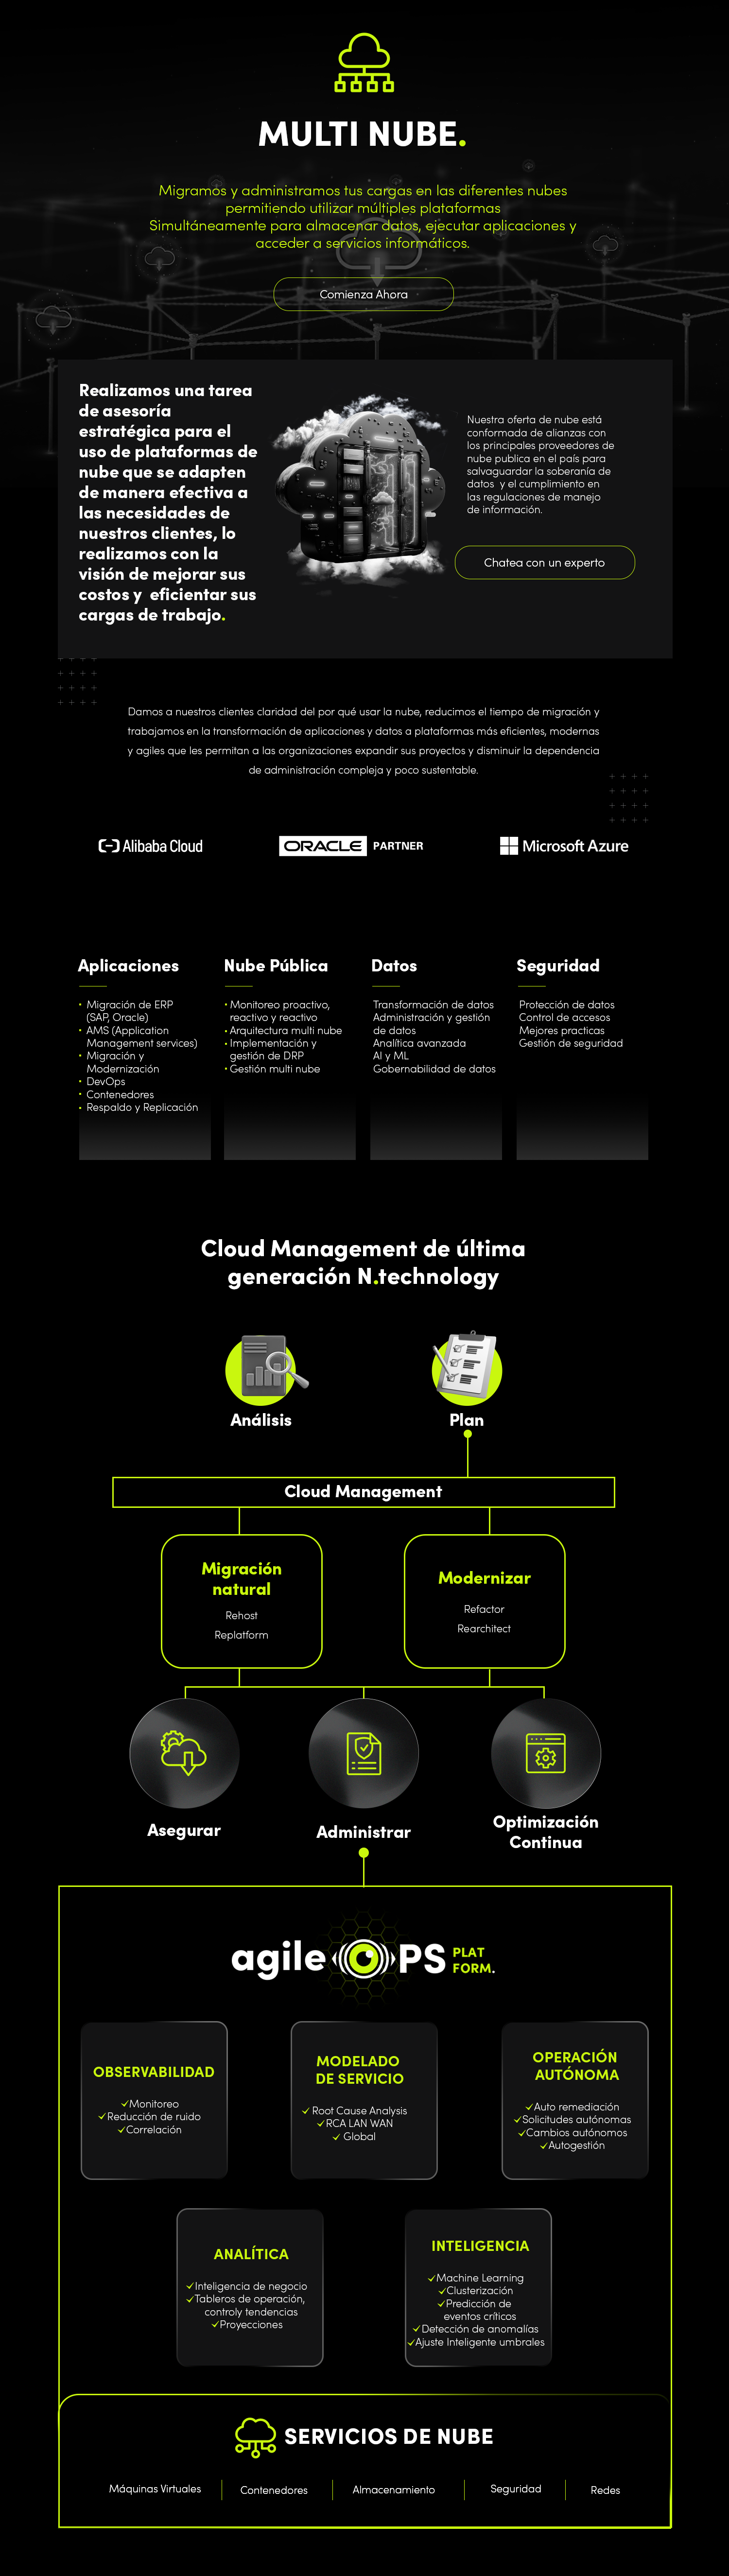 MULTI NUBE.
Migramos y administramos tus cargas en las diferentes nubes
permitiendo utilizar múltiples plataformas
Simultáneamente para almacenar datos, ejecutar aplicaciones y
acceder a servicios informáticos.
Comienza Ahora
Realizamos una tarea
de asesoría
estratégica para el
uso de plataformas de
nube que se adapten
de manera efectiva a
las necesidades de
nuestros clientes, lo
realizamos con la
visión de mejorar sus
costos y eficientar sus
cargas de trabajo.
Nuestra oferta de nube está
conformada de alianzas con
los principales proveedores de
nube publica en el país para
salvaguardar la soberanía de
datos y el cumplimiento en
las regulaciones de manejo
de información.
Chatea con un experto
Damos a nuestros clientes claridad del por qué usar la nube, reducimos el tiempo de migración y
trabajamos en la transformación de aplicaciones y datos a plataformas más eficientes, modernas
y agiles que les permitan a las organizaciones expandir sus proyectos y disminuir la dependencia
de administración compleja y poco sustentable.
Alibaba Cloud
ORACLE PARTNER
Microsoft Azure
Aplicaciones
• Migración de ERP
(SAP, Oracle)
• AMS (Application
Management services)
• Migración y
Modernización
• DevOps
• Contenedores
• Respaldo y Replicación
Nube Pública
• Monitoreo proactivo,
reactivo y reactivo
• Arquitectura multi nube
• Implementación y
gestión de DRP
• Gestión multi nube
Datos
Transformación de datos
Administración y gestión
de datos
Analítica avanzada
AI y ML
Gobernabilidad de datos
Seguridad
Protección de datos
Control de accesos
Mejores practicas
Gestión de seguridad
Cloud Management de última
generación N.technology
Análisis
Plan
Cloud Management
Migración
natural
Rehost
Replatform
Modernizar
Refactor
Rearchitect
Asegurar
Administrar
Optimización
Continua
agile OPS PLAT
FORM.
OBSERVABILIDAD
✓Monitoreo
✓Reducción de ruido
✓Correlación
MODELADO
DE SERVICIO
✓ Root Cause Analysis
✓RCA LAN WAN
✓ Global
OPERACIÓN
AUTÓNOMA
✓Auto remediación
✓Solicitudes autónomas
✓Cambios autónomos
✓Autogestión
ANALÍTICA
✓Inteligencia de negocio
✓Tableros de operación,
controly tendencias
✓Proyecciones
INTELIGENCIA
✓Machine Learning
✓Clusterización
✓Predicción de
eventos críticos
✓Detección de anomalías
✓Ajuste Inteligente umbrales
SERVICIOS DE NUBE
Máquinas Virtuales
Contenedores
Almacenamiento
Seguridad
Redes